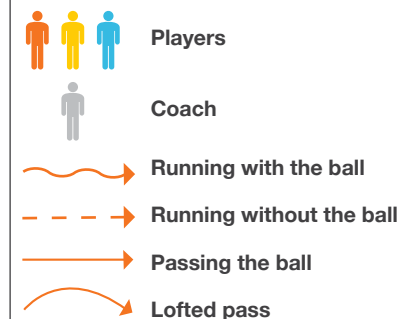 Players
Coach
Running with the ball
Running without the ball
Passing the ball
Lofted pass